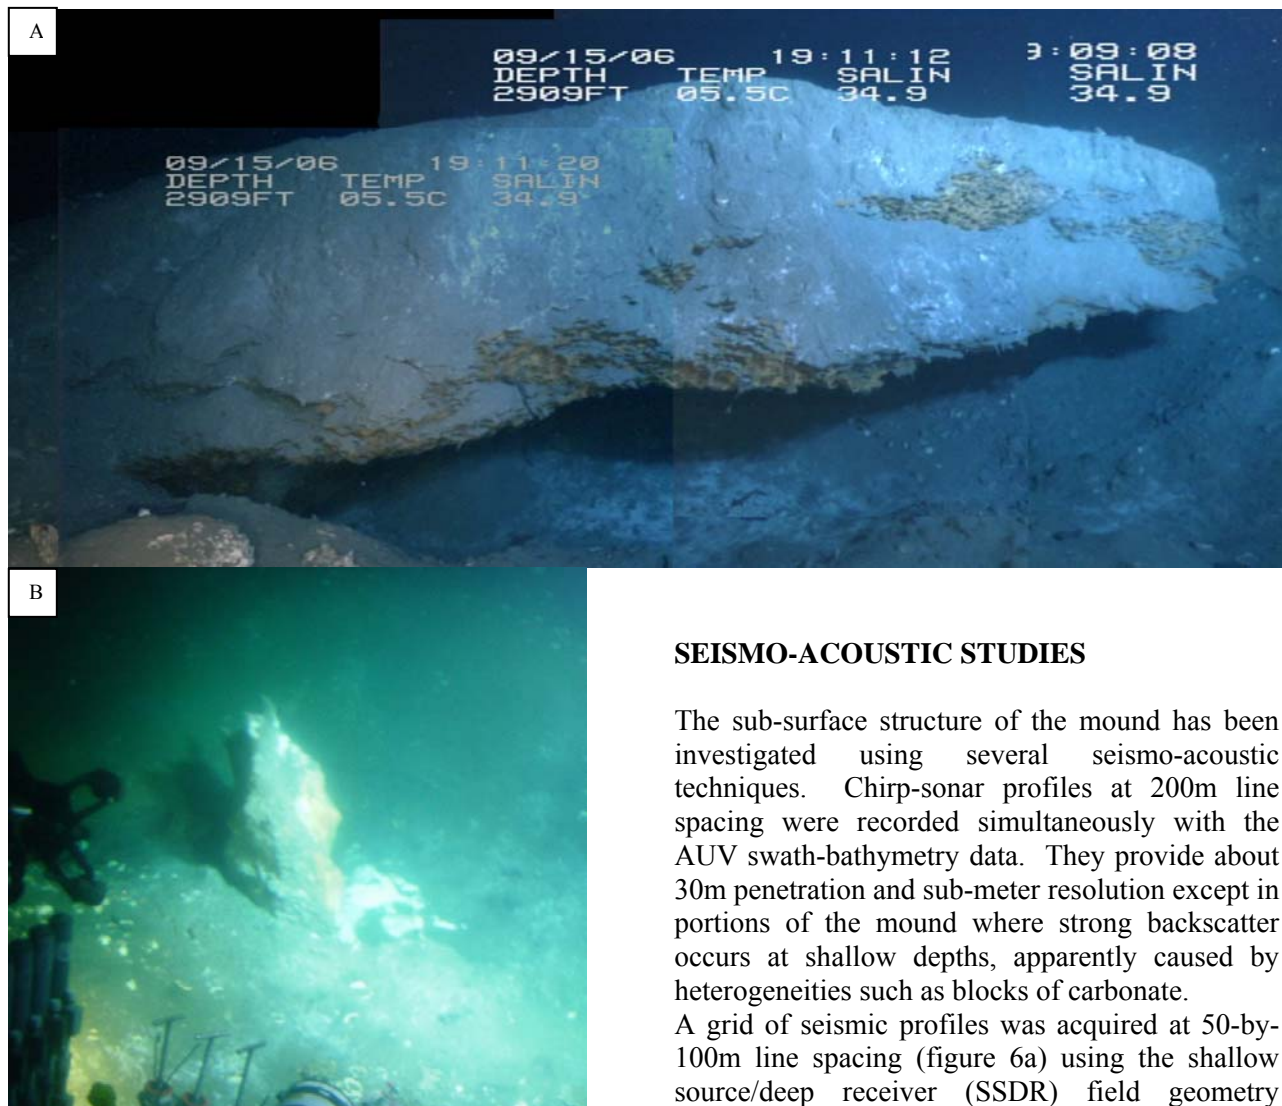 A
09/15/06 19:11:12
DEPTH TEMP SALIN
2909FT 05.5C 34.9
9:09:08
SALIN
34.9
09/15/06 19:11:20
DEPTH TEMP SALIN
2909FT 05.5C 34.9
B
SEISMO-ACOUSTIC STUDIES
The sub-surface structure of the mound has been
investigated using several seismo-acoustic
techniques. Chirp-sonar profiles at 200m line
spacing were recorded simultaneously with the
AUV swath-bathymetry data. They provide about
30m penetration and sub-meter resolution except in
portions of the mound where strong backscatter
occurs at shallow depths, apparently caused by
heterogeneities such as blocks of carbonate.
A grid of seismic profiles was acquired at 50-by-
100m line spacing (figure 6a) using the shallow
source/deep receiver (SSDR) field geometry